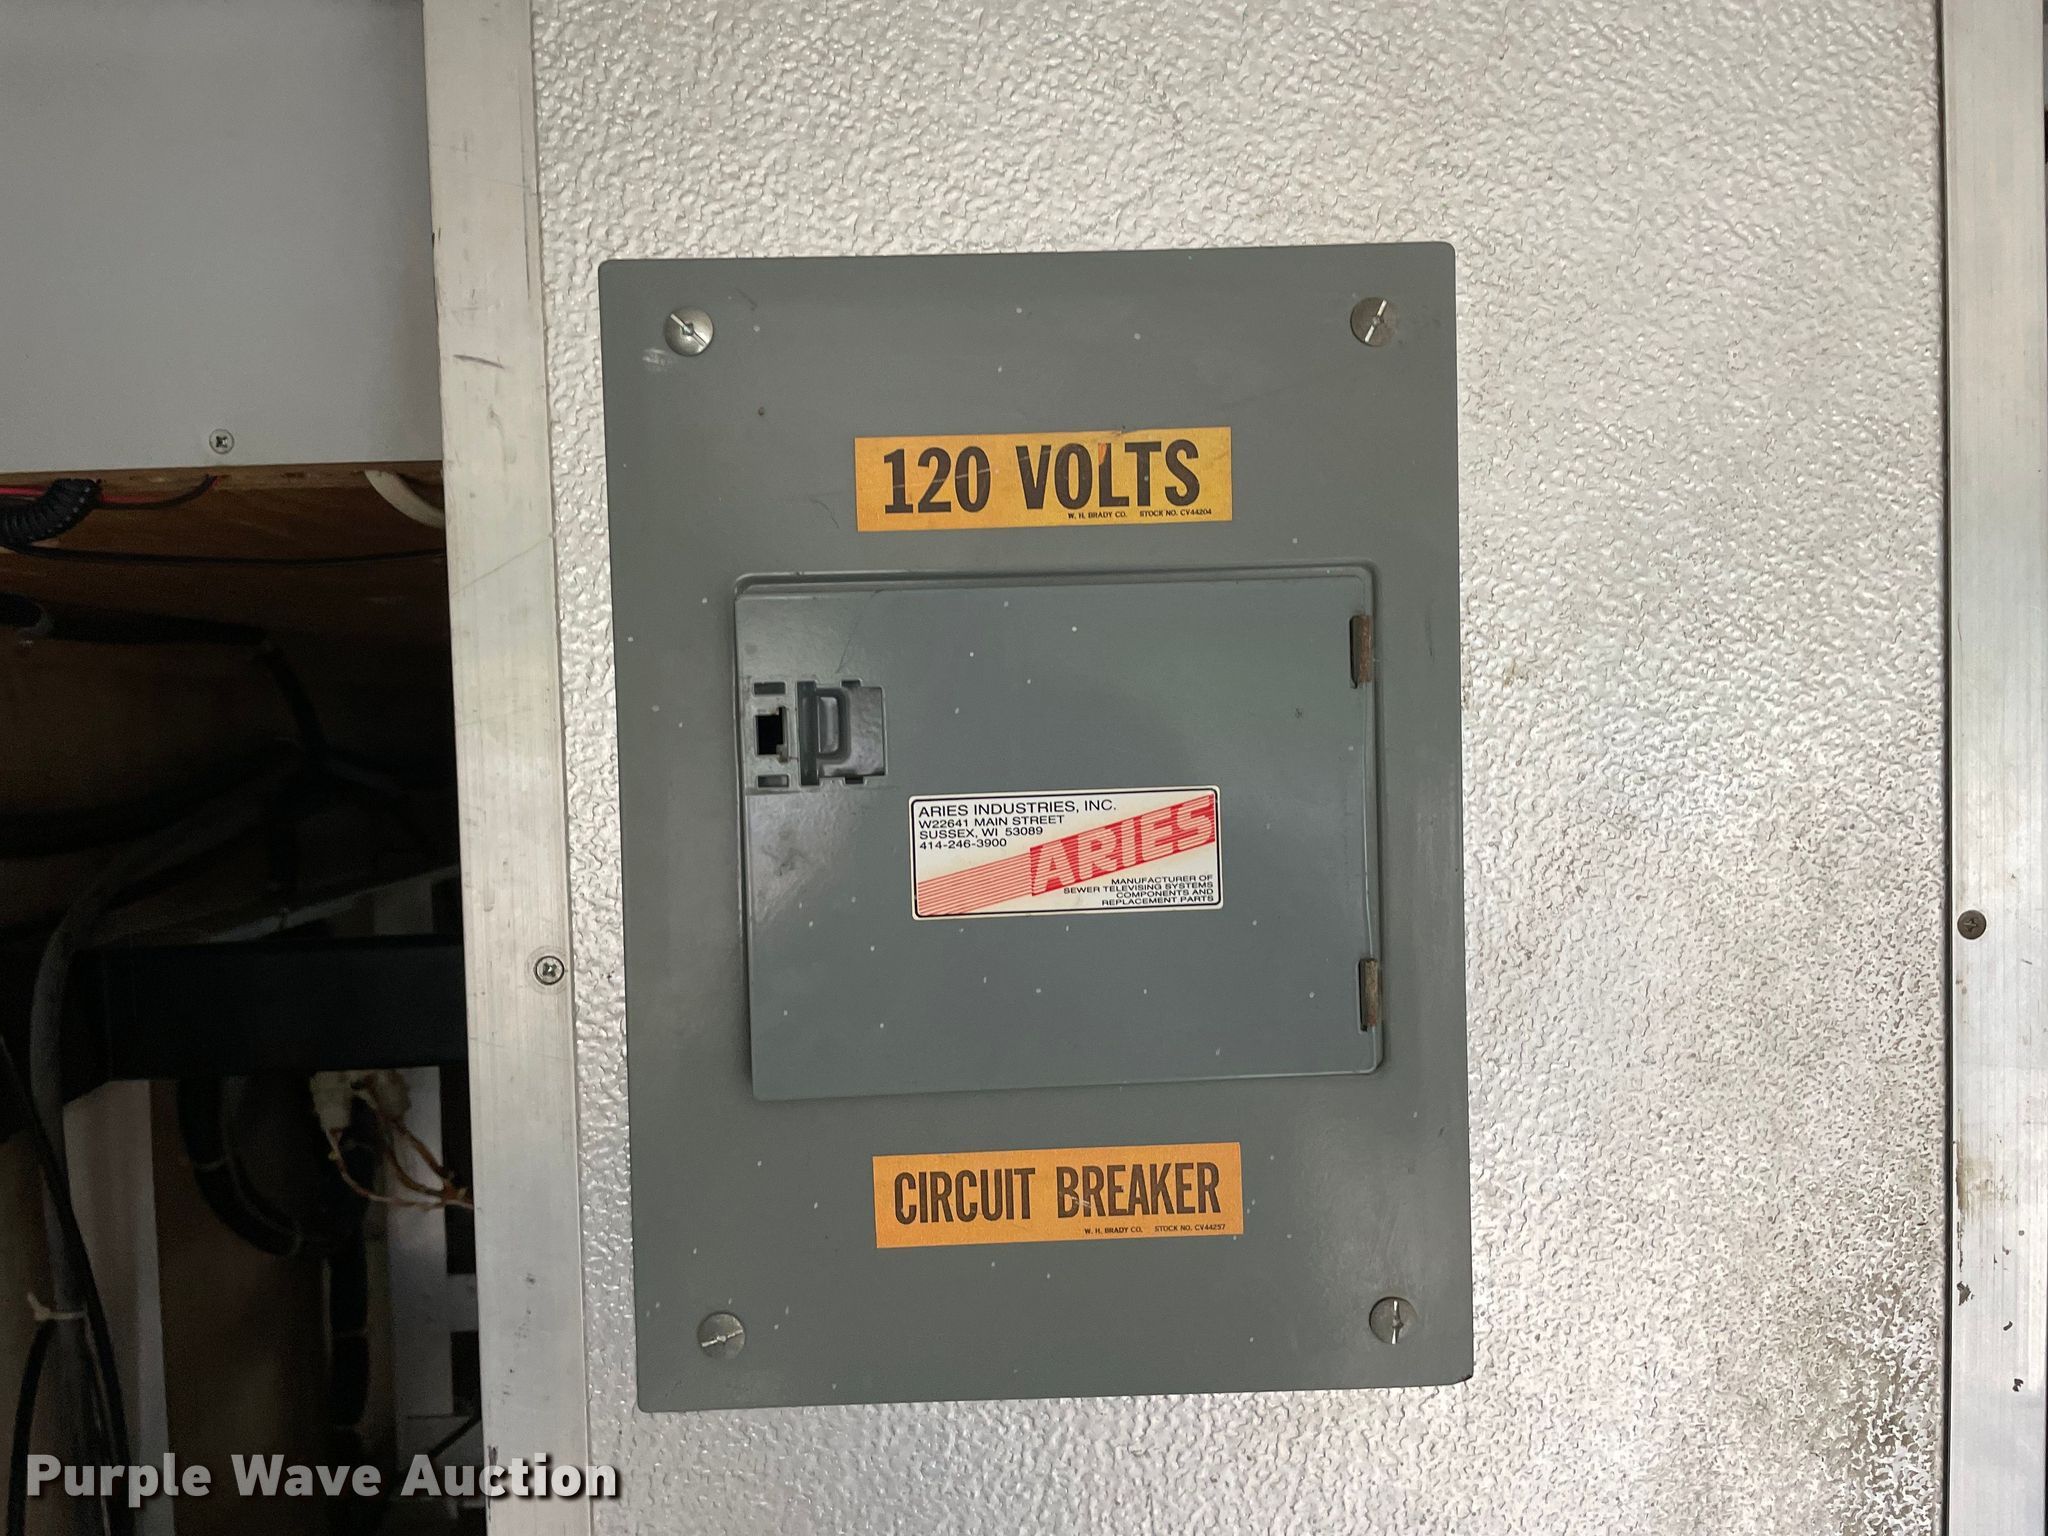 120 VOLTS
W. H. BRADY CO. STOCK NO. CV44204
ARIES INDUSTRIES, INC.
W22641 MAIN STREET
SUSSEX, WI 53089
414-246-3900
ARIES
MANUFACTURER OF
SEWER TELEVISING SYSTEMS
COMPONENTS AND
REPLACEMENT PARTS
CIRCUIT BREAKER
W. H. BRADY CO. STOCK NO. CV44257
Purple Wave Auction